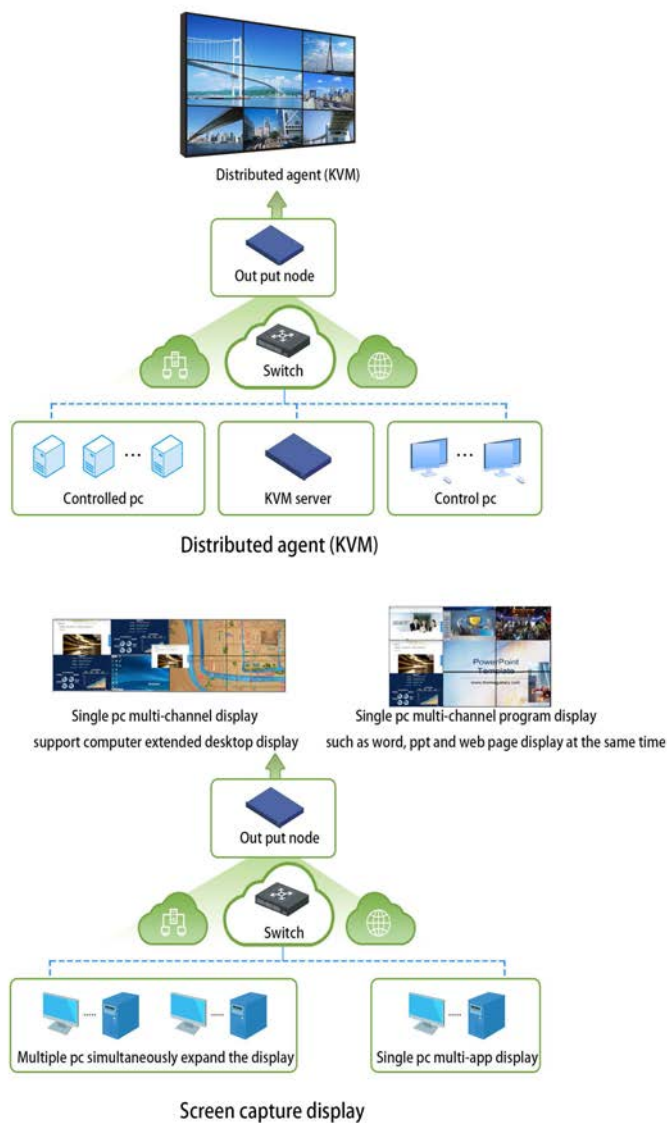 Distributed agent (KVM)
Out put node
Switch
Controlled pc
KVM server
Control pc
Distributed agent (KVM)
PowerPoint
Template
Single pc multi-channel display
support computer extended desktop display
Single pc multi-channel program display
such as word, ppt and web page display at the same time
Out put node
Switch
Multiple pc simultaneously expand the display
Single pc multi-app display
Screen capture display